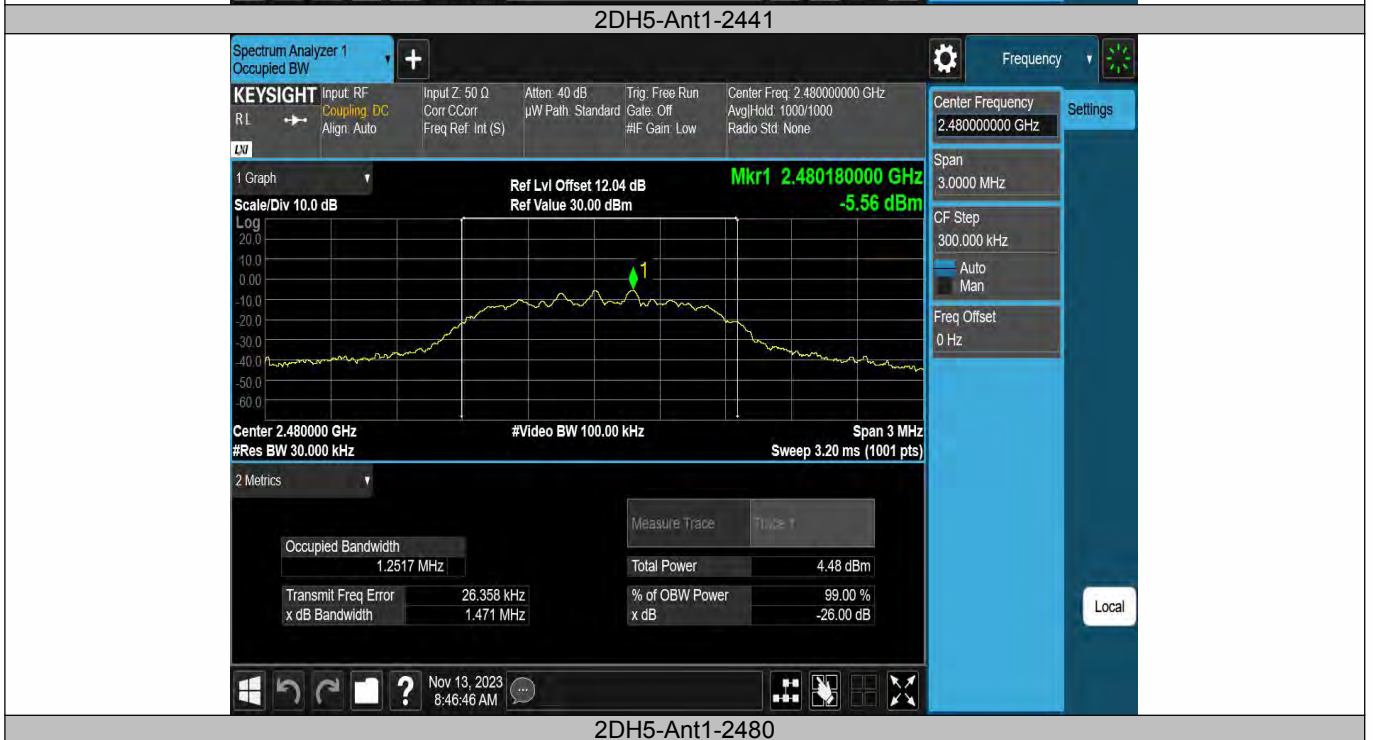 2DH5-Ant1-2441
Spectrum Analyzer 1
Occupied BW
Frequency
KEYSIGHT
RL
LXI
Input: RF
Coupling: DC
Align: Auto
Input Z: 50 Ω
Corr CCorr
Freq Ref: Int (S)
Atten: 40 dB
µW Path: Standard
Trig: Free Run
Gate: Off
#IF Gain: Low
Center Freq: 2.480000000 GHz
Avg|Hold: 1000/1000
Radio Std: None
Center Frequency
2.480000000 GHz
Settings
Span
3.0000 MHz
CF Step
300.000 kHz
Auto
Man
Freq Offset
0 Hz
Local
1 Graph
Scale/Div 10.0 dB
Ref Lvl Offset 12.04 dB
Ref Value 30.00 dBm
Mkr1 2.480180000 GHz
-5.56 dBm
Log
20.0
10.0
0.00
-10.0
-20.0
-30.0
-40.0
-50.0
-60.0
1
Center 2.480000 GHz
#Res BW 30.000 kHz
#Video BW 100.00 kHz
Span 3 MHz
Sweep 3.20 ms (1001 pts)
2 Metrics
Measure Trace
Trace 1
Occupied Bandwidth
1.2517 MHz
Total Power 4.48 dBm
Transmit Freq Error 26.358 kHz
% of OBW Power 99.00 %
x dB Bandwidth 1.471 MHz
x dB -26.00 dB
?
Nov 13, 2023
8:46:46 AM
2DH5-Ant1-2480